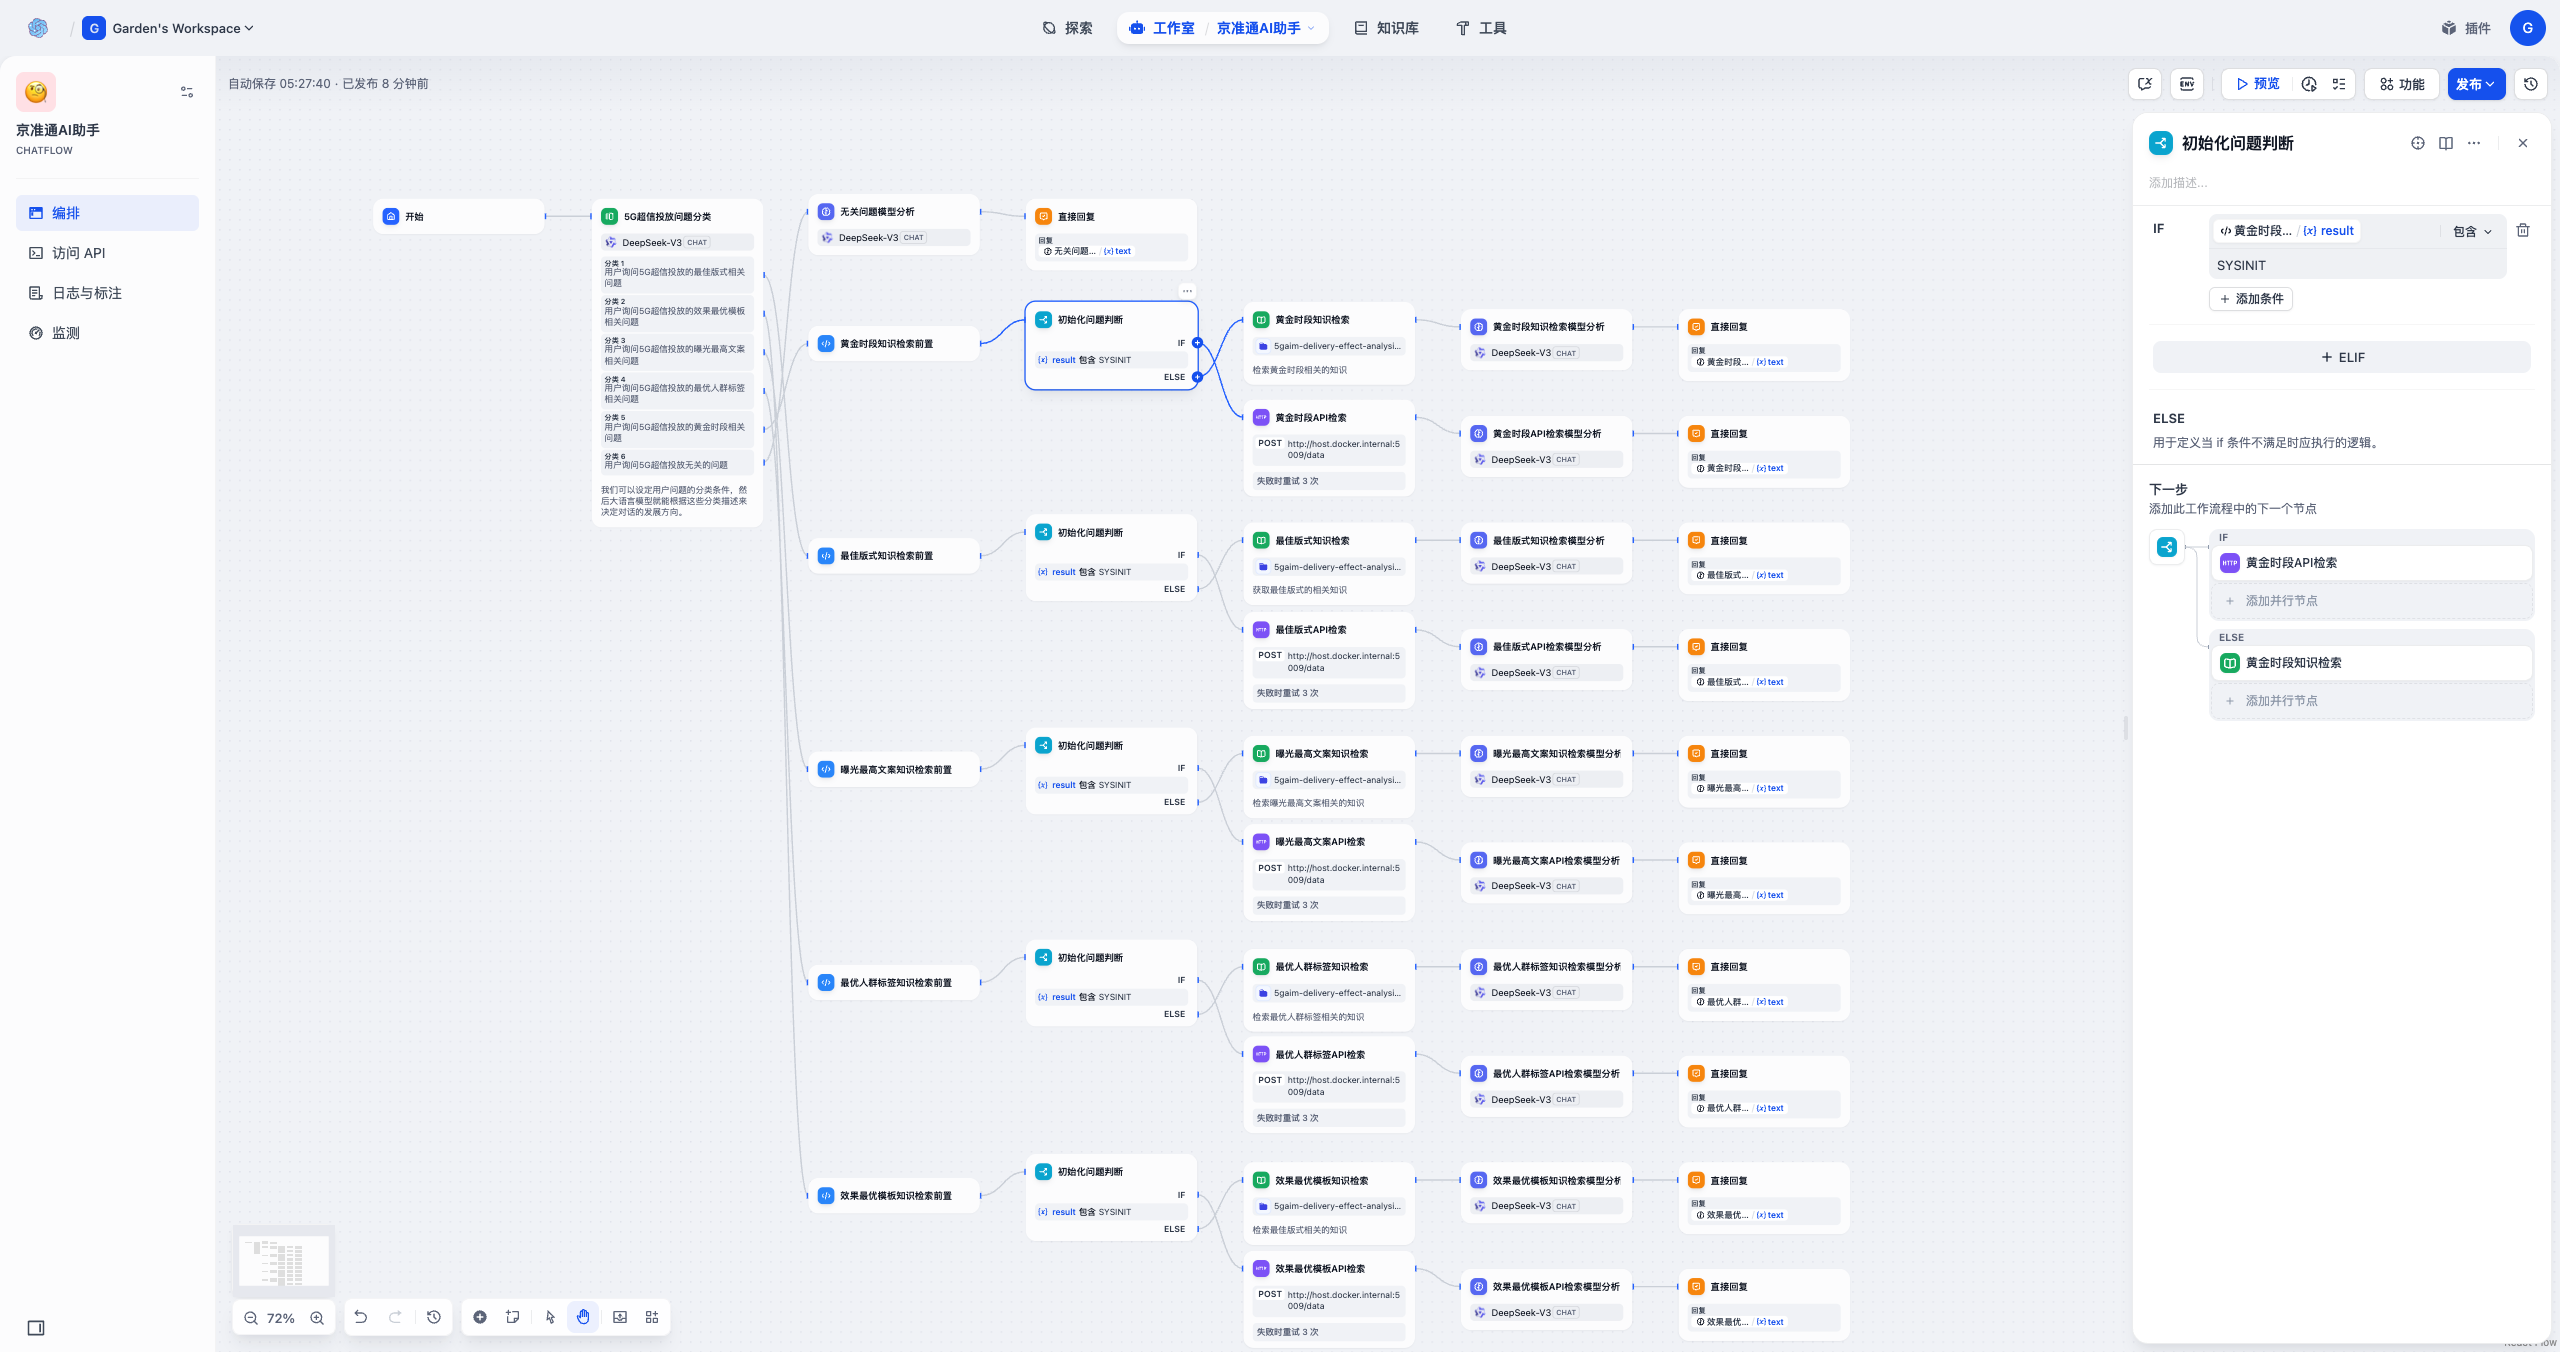 Garden's Workspace
探索
工作室 / 京准通AI助手
知识库
工具
插件
G
G
京准通AI助手
CHATFLOW
编排
访问 API
日志与标注
监测
自动保存 05:27:40 · 已发布 8 分钟前
ENV
预览
功能
发布
开始
5G超信投放问题分类
DeepSeek-V3 CHAT
分类 1
用户询问5G超信投放的最佳版式相关
问题
分类 2
用户询问5G超信投放的效果最优模板
相关问题
分类 3
用户询问5G超信投放的曝光最高文案
相关问题
分类 4
用户询问5G超信投放的最优人群标签
相关问题
分类 5
用户询问5G超信投放的黄金时段相关
问题
分类 6
用户询问5G超信投放无关的问题
我们可以设定用户问题的分类条件，然
后大语言模型就能根据这些分类描述来
决定对话的发展方向。
无关问题模型分析
DeepSeek-V3 CHAT
直接回复
回复
无关问题... / {x} text
黄金时段知识检索前置
初始化问题判断
IF
{x} result 包含 SYSINIT
ELSE
黄金时段知识检索
5gaim-delivery-effect-analysi...
检索黄金时段相关的知识
黄金时段知识检索模型分析
DeepSeek-V3 CHAT
直接回复
回复
黄金时段... / {x} text
黄金时段API检索
POST http://host.docker.internal:5
009/data
失败时重试 3 次
黄金时段API检索模型分析
DeepSeek-V3 CHAT
直接回复
回复
黄金时段... / {x} text
最佳版式知识检索前置
初始化问题判断
IF
{x} result 包含 SYSINIT
ELSE
最佳版式知识检索
5gaim-delivery-effect-analysi...
获取最佳版式的相关知识
最佳版式知识检索模型分析
DeepSeek-V3 CHAT
直接回复
回复
最佳版式... / {x} text
最佳版式API检索
POST http://host.docker.internal:5
009/data
失败时重试 3 次
最佳版式API检索模型分析
DeepSeek-V3 CHAT
直接回复
回复
最佳版式... / {x} text
曝光最高文案知识检索前置
初始化问题判断
IF
{x} result 包含 SYSINIT
ELSE
曝光最高文案知识检索
5gaim-delivery-effect-analysi...
检索曝光最高文案相关的知识
曝光最高文案知识检索模型分析
DeepSeek-V3 CHAT
直接回复
回复
曝光最高... / {x} text
曝光最高文案API检索
POST http://host.docker.internal:5
009/data
失败时重试 3 次
曝光最高文案API检索模型分析
DeepSeek-V3 CHAT
直接回复
回复
曝光最高... / {x} text
最优人群标签知识检索前置
初始化问题判断
IF
{x} result 包含 SYSINIT
ELSE
最优人群标签知识检索
5gaim-delivery-effect-analysi...
检索最优人群标签相关的知识
最优人群标签知识检索模型分析
DeepSeek-V3 CHAT
直接回复
回复
最优人群... / {x} text
最优人群标签API检索
POST http://host.docker.internal:5
009/data
失败时重试 3 次
最优人群标签API检索模型分析
DeepSeek-V3 CHAT
直接回复
回复
最优人群... / {x} text
效果最优模板知识检索前置
初始化问题判断
IF
{x} result 包含 SYSINIT
ELSE
效果最优模板知识检索
5gaim-delivery-effect-analysi...
检索最佳版式相关的知识
效果最优模板知识检索模型分析
DeepSeek-V3 CHAT
直接回复
回复
效果最优... / {x} text
效果最优模板API检索
POST http://host.docker.internal:5
009/data
失败时重试 3 次
效果最优模板API检索模型分析
DeepSeek-V3 CHAT
直接回复
回复
效果最优... / {x} text
72%
初始化问题判断
添加描述...
IF
黄金时段... / {x} result
包含
SYSINIT
+ 添加条件
+ ELIF
ELSE
用于定义当 if 条件不满足时应执行的逻辑。
下一步
添加此工作流程中的下一个节点
IF
HTTP 黄金时段API检索
+ 添加并行节点
ELSE
黄金时段知识检索
+ 添加并行节点